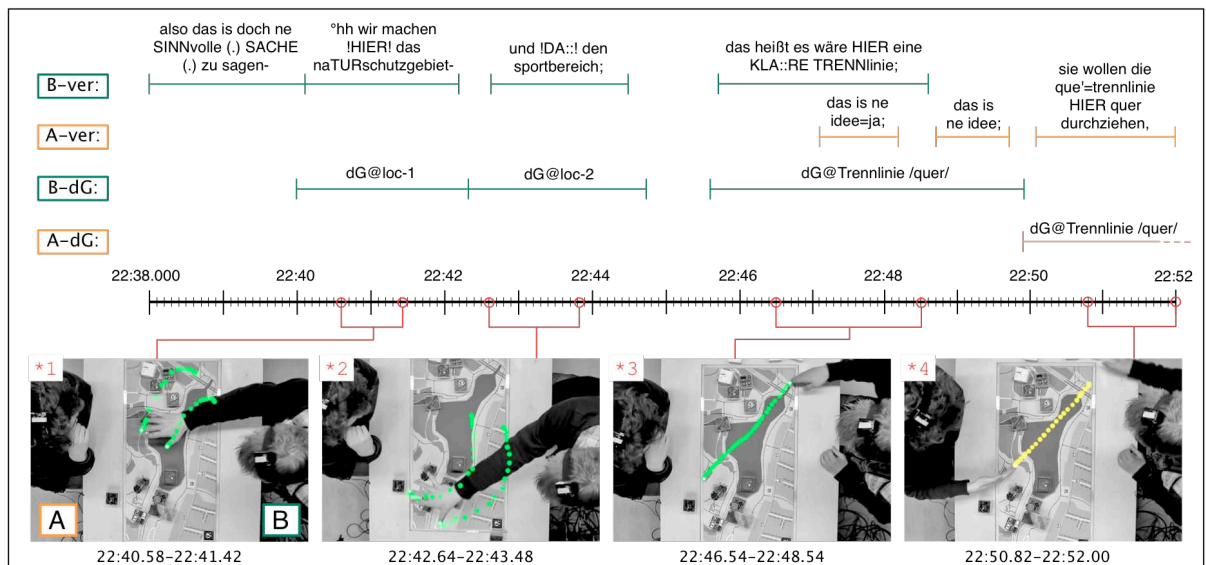 also das is doch ne
SINNvolle (.) SACHE
(.) zu sagen-
°hh wir machen
!HIER! das
naTURschutzgebiet-
und !DA::! den
sportbereich;
das heißt es wäre HIER eine
KLA::RE TRENNlinie;
B-ver:
sie wollen die
que'=trennlinie
HIER quer
durchziehen,
das is ne
idee=ja;
das is
ne idee;
A-ver:
B-dG:
dG@loc-1
dG@loc-2
dG@Trennlinie /quer/
A-dG:
dG@Trennlinie /quer/
22:38.000
22:40
22:42
22:44
22:46
22:48
22:50
22:52
*1
*2
*3
*4
A
B
22:40.58–22:41.42
22:42.64–22:43.48
22:46.54–22:48.54
22:50.82–22:52.00